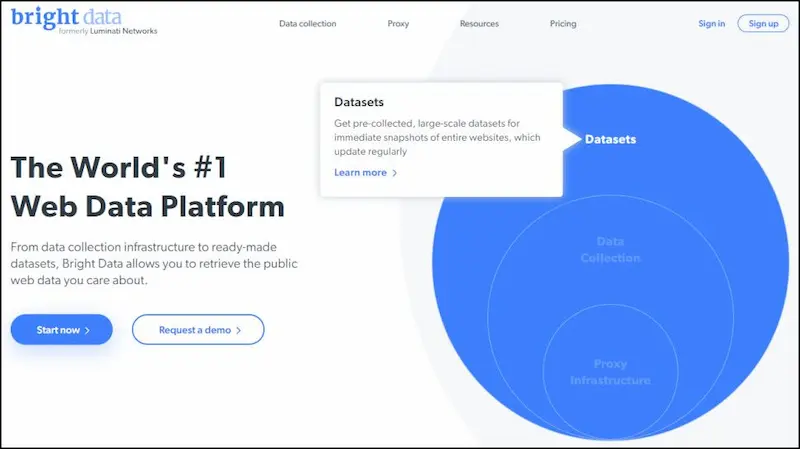 bright data
formerly Luminati Networks
Data collection
Proxy
Resources
Pricing
Sign in
Sign up
Datasets
Get pre-collected, large-scale datasets for
immediate snapshots of entire websites, which
update regularly
Learn more >
Datasets
The World's #1
Web Data Platform
From data collection infrastructure to ready-made
datasets, Bright Data allows you to retrieve the public
web data you care about.
Start now >
Request a demo >
Data
Collection
Proxy
Infrastructure